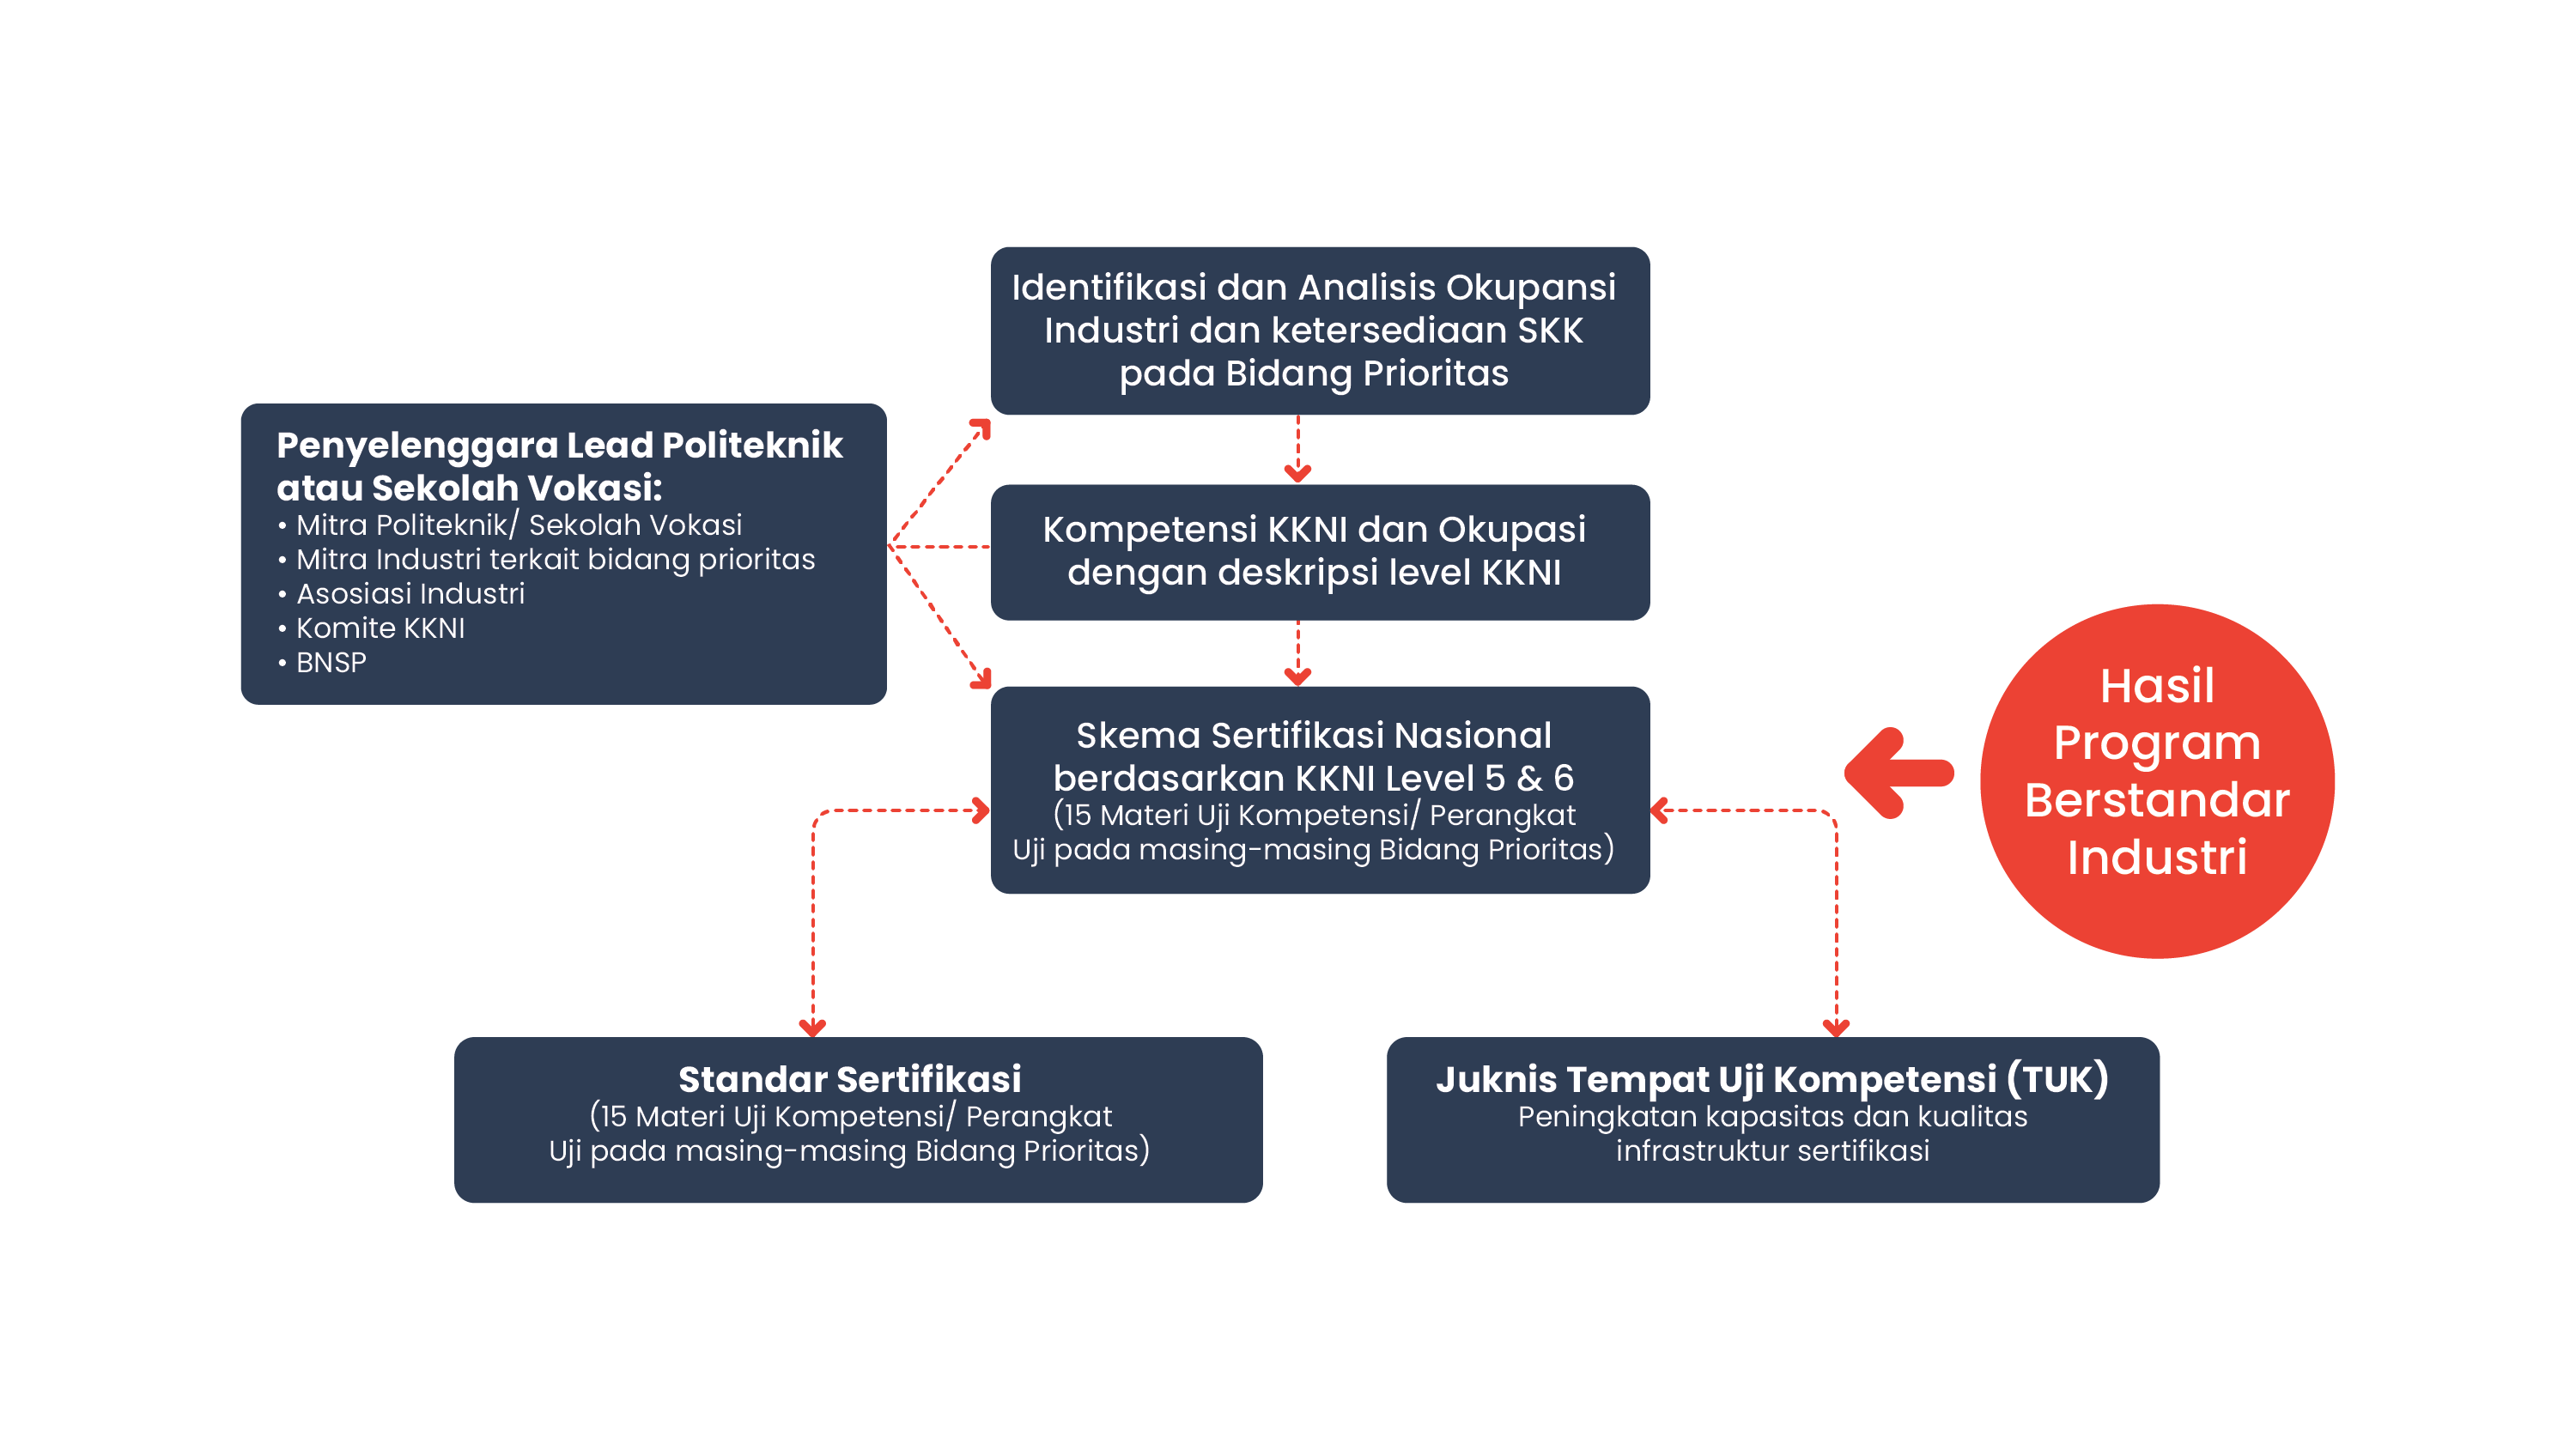 Identifikasi dan Analisis Okupansi
Industri dan ketersediaan SKK
pada Bidang Prioritas
Penyelenggara Lead Politeknik
atau Sekolah Vokasi:
• Mitra Politeknik/ Sekolah Vokasi
• Mitra Industri terkait bidang prioritas
• Asosiasi Industri
• Komite KKNI
• BNSP
Kompetensi KKNI dan Okupasi
dengan deskripsi level KKNI
Skema Sertifikasi Nasional
berdasarkan KKNI Level 5 & 6
(15 Materi Uji Kompetensi/ Perangkat
Uji pada masing-masing Bidang Prioritas)
Hasil
Program
Berstandar
Industri
Standar Sertifikasi
(15 Materi Uji Kompetensi/ Perangkat
Uji pada masing-masing Bidang Prioritas)
Juknis Tempat Uji Kompetensi (TUK)
Peningkatan kapasitas dan kualitas
infrastruktur sertifikasi